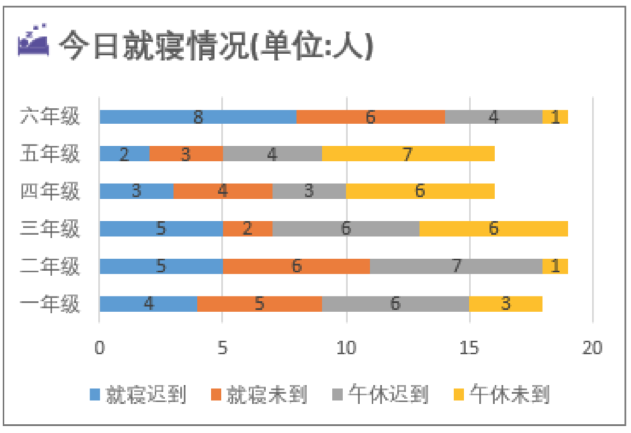 今日就寝情况(单位:人)
六年级 8 6 4 1
五年级 2 3 4 7
四年级 3 4 3 6
三年级 5 2 6 6
二年级 5 6 7 1
一年级 4 5 6 3
0 5 10 15 20
就寝迟到 就寝未到 午休迟到 午休未到